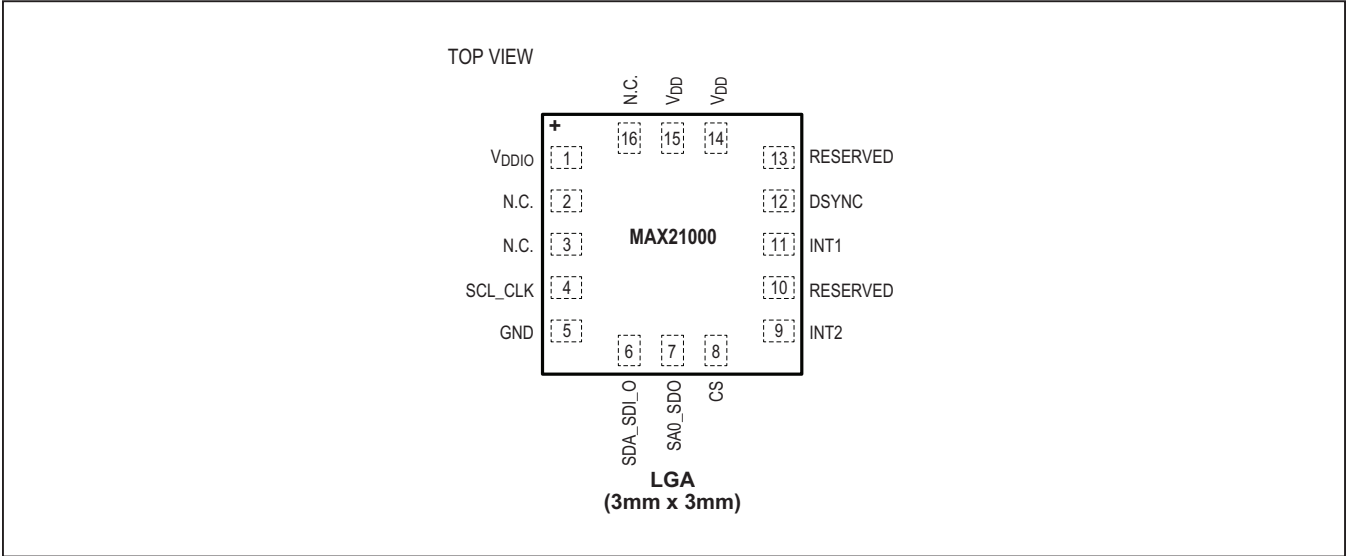 TOP VIEW
N.C. VDD VDD
+
16 15 14
VDDIO 1 13 RESERVED
N.C. 2 12 DSYNC
N.C. 3 MAX21000 11 INT1
SCL_CLK 4 10 RESERVED
GND 5 9 INT2
6 7 8
SDA_SDI_O SA0_SDO CS
LGA
(3mm x 3mm)